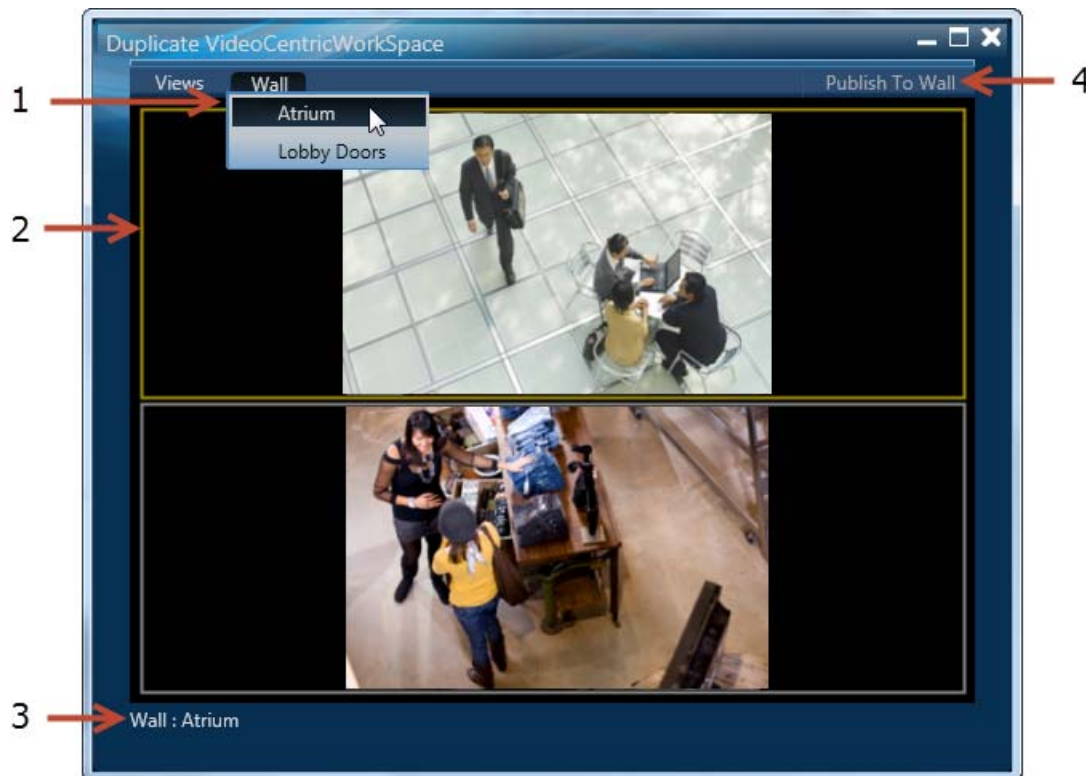 Duplicate VideoCentricWorkSpace
Views Wall Publish To Wall
1
4
Atrium
Lobby Doors
2
3
Wall : Atrium